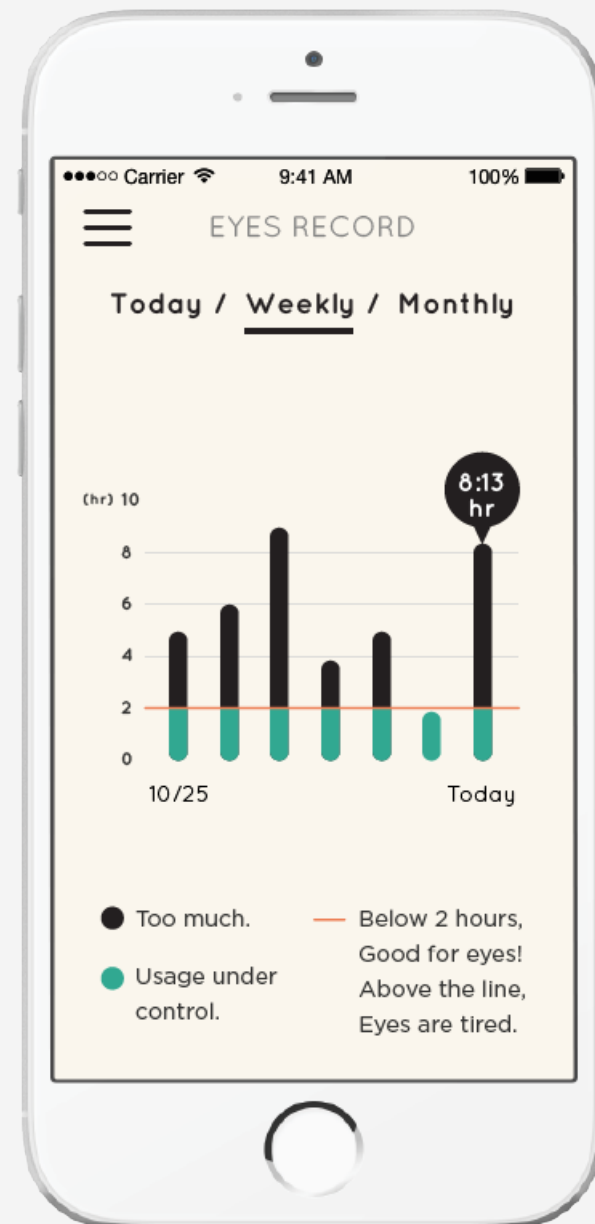 Carrier 9:41 AM 100%
EYES RECORD
Today / Weekly / Monthly
8:13
hr
(hr) 10
8
6
4
2
0
10/25 Today
Too much.
Usage under
control.
Below 2 hours,
Good for eyes!
Above the line,
Eyes are tired.